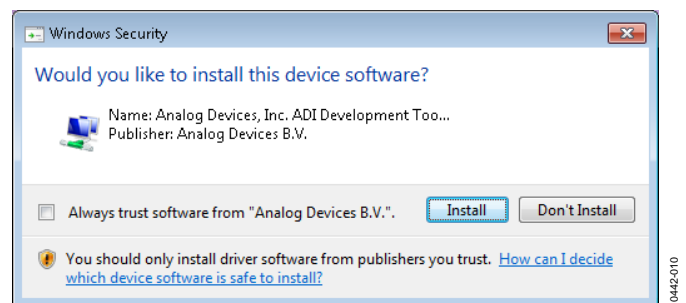 Windows Security
Would you like to install this device software?
Name: Analog Devices, Inc. ADI Development Too...
Publisher: Analog Devices B.V.
Always trust software from "Analog Devices B.V.".
Install
Don't Install
You should only install driver software from publishers you trust. How can I decide
which device software is safe to install?
0442-010